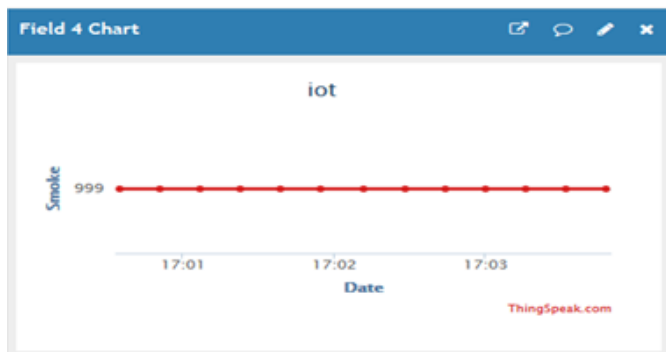 Field 4 Chart
iot
Smoke
999
17:01 17:02 17:03
Date
ThingSpeak.com